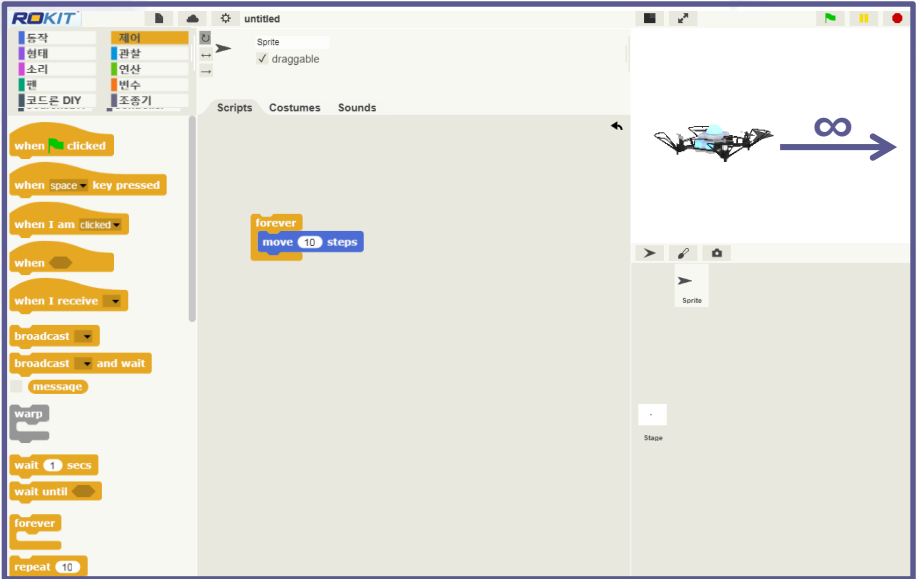 ROKIT
untitled
동작
제어
형태
관찰
소리
연산
펜
변수
코드론 DIY
조종기
Sprite
draggable
Scripts
Costumes
Sounds
when clicked
when space key pressed
when I am clicked
when
when I receive
broadcast
broadcast and wait
message
warp
wait 1 secs
wait until
forever
repeat 10
forever
move 10 steps
∞
Sprite
Stage